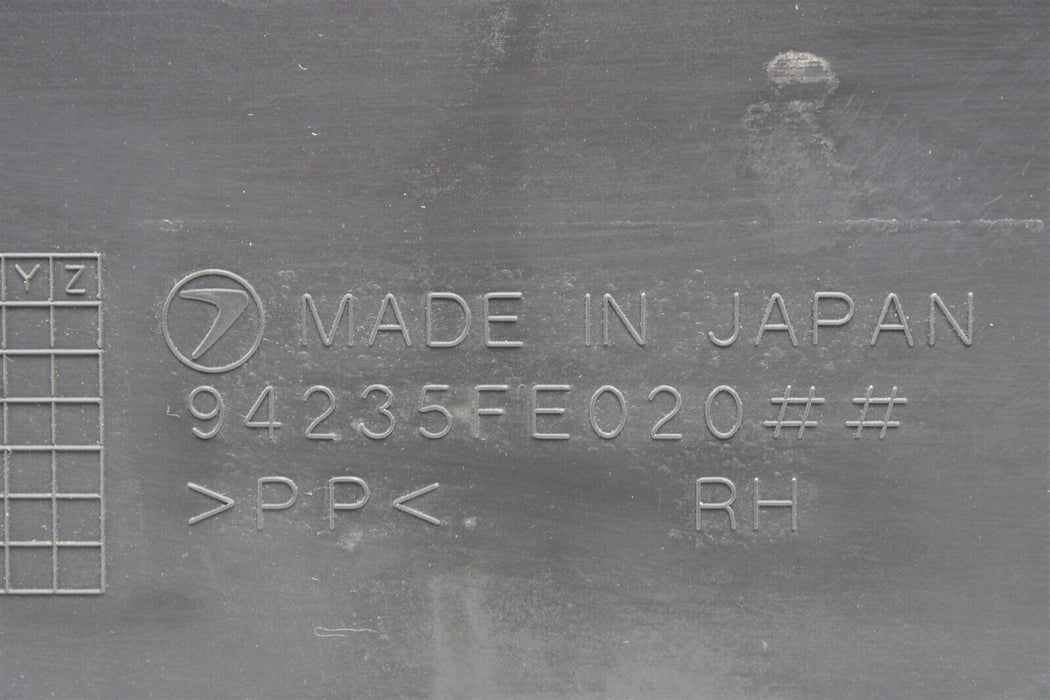 Y Z
MADE IN JAPAN
94235FE020##
>PP< RH